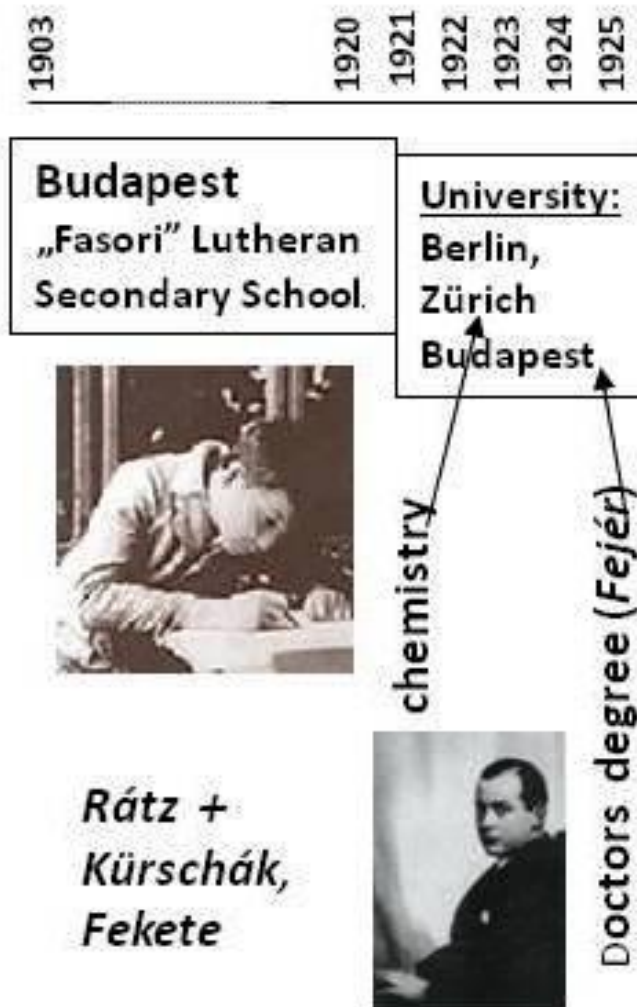 1903
1920
1921
1922
1923
1924
1925
Budapest
„Fasori” Lutheran
Secondary School.
University:
Berlin,
Zürich
Budapest
chemistry
Doctors degree (Fejér)
Rátz +
Kürschák,
Fekete